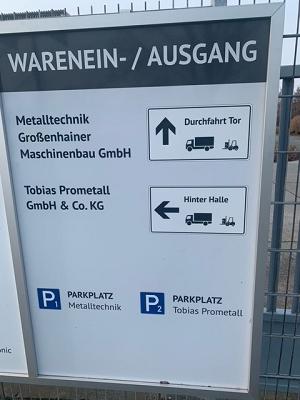 WARENEIN- / AUSGANG
Metalltechnik
Großenhainer
Maschinenbau GmbH
Durchfahrt Tor
Tobias Prometall
GmbH & Co. KG
Hinter Halle
P1 PARKPLATZ
Metalltechnik
P2 PARKPLATZ
Tobias Prometall